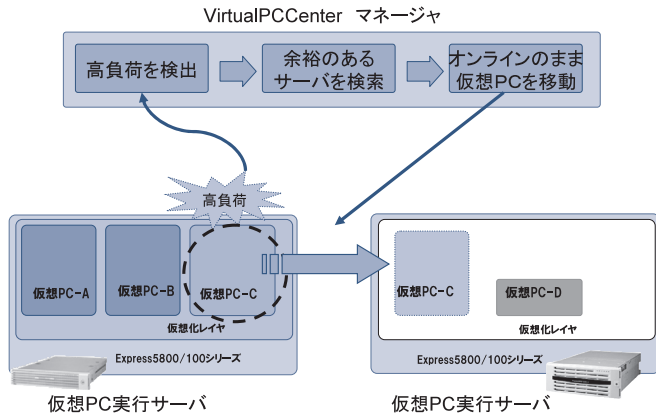 VirtualPCCenter マネージャ
高負荷を検出
余裕のある
サーバを検索
オンラインのまま
仮想PCを移動
高負荷
仮想PC-A
仮想PC-B
仮想PC-C
仮想化レイヤ
Express5800/100シリーズ
仮想PC実行サーバ
仮想PC-C
仮想PC-D
仮想化レイヤ
Express5800/100シリーズ
仮想PC実行サーバ